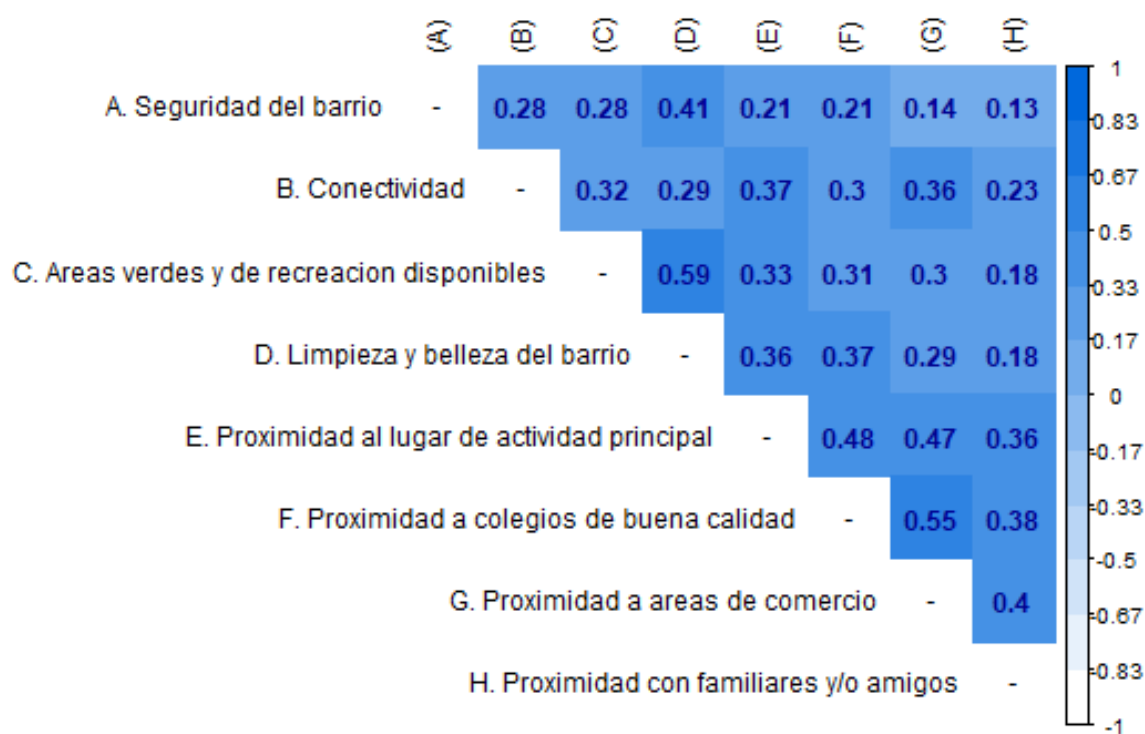 (A) (B) (C) (D) (E) (F) (G) (H)
A. Seguridad del barrio - 0.28 0.28 0.41 0.21 0.21 0.14 0.13
B. Conectividad - 0.32 0.29 0.37 0.3 0.36 0.23
C. Areas verdes y de recreacion disponibles - 0.59 0.33 0.31 0.3 0.18
D. Limpieza y belleza del barrio - 0.36 0.37 0.29 0.18
E. Proximidad al lugar de actividad principal - 0.48 0.47 0.36
F. Proximidad a colegios de buena calidad - 0.55 0.38
G. Proximidad a areas de comercio - 0.4
H. Proximidad con familiares y/o amigos -
1
0.83
0.67
0.5
0.33
0.17
0
-0.17
-0.33
-0.5
-0.67
-0.83
-1